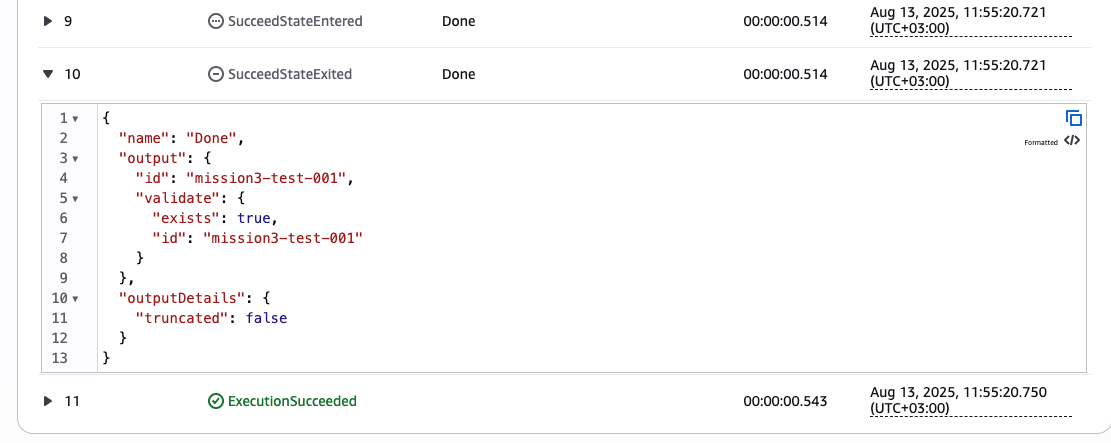 9 SucceedStateEntered Done 00:00:00.514 Aug 13, 2025, 11:55:20.721
(UTC+03:00)
10 SucceedStateExited Done 00:00:00.514 Aug 13, 2025, 11:55:20.721
(UTC+03:00)
Formatted </>
1 {
2 "name": "Done",
3 "output": {
4 "id": "mission3-test-001",
5 "validate": {
6 "exists": true,
7 "id": "mission3-test-001"
8 }
9 },
10 "outputDetails": {
11 "truncated": false
12 }
13 }
11 ExecutionSucceeded 00:00:00.543 Aug 13, 2025, 11:55:20.750
(UTC+03:00)